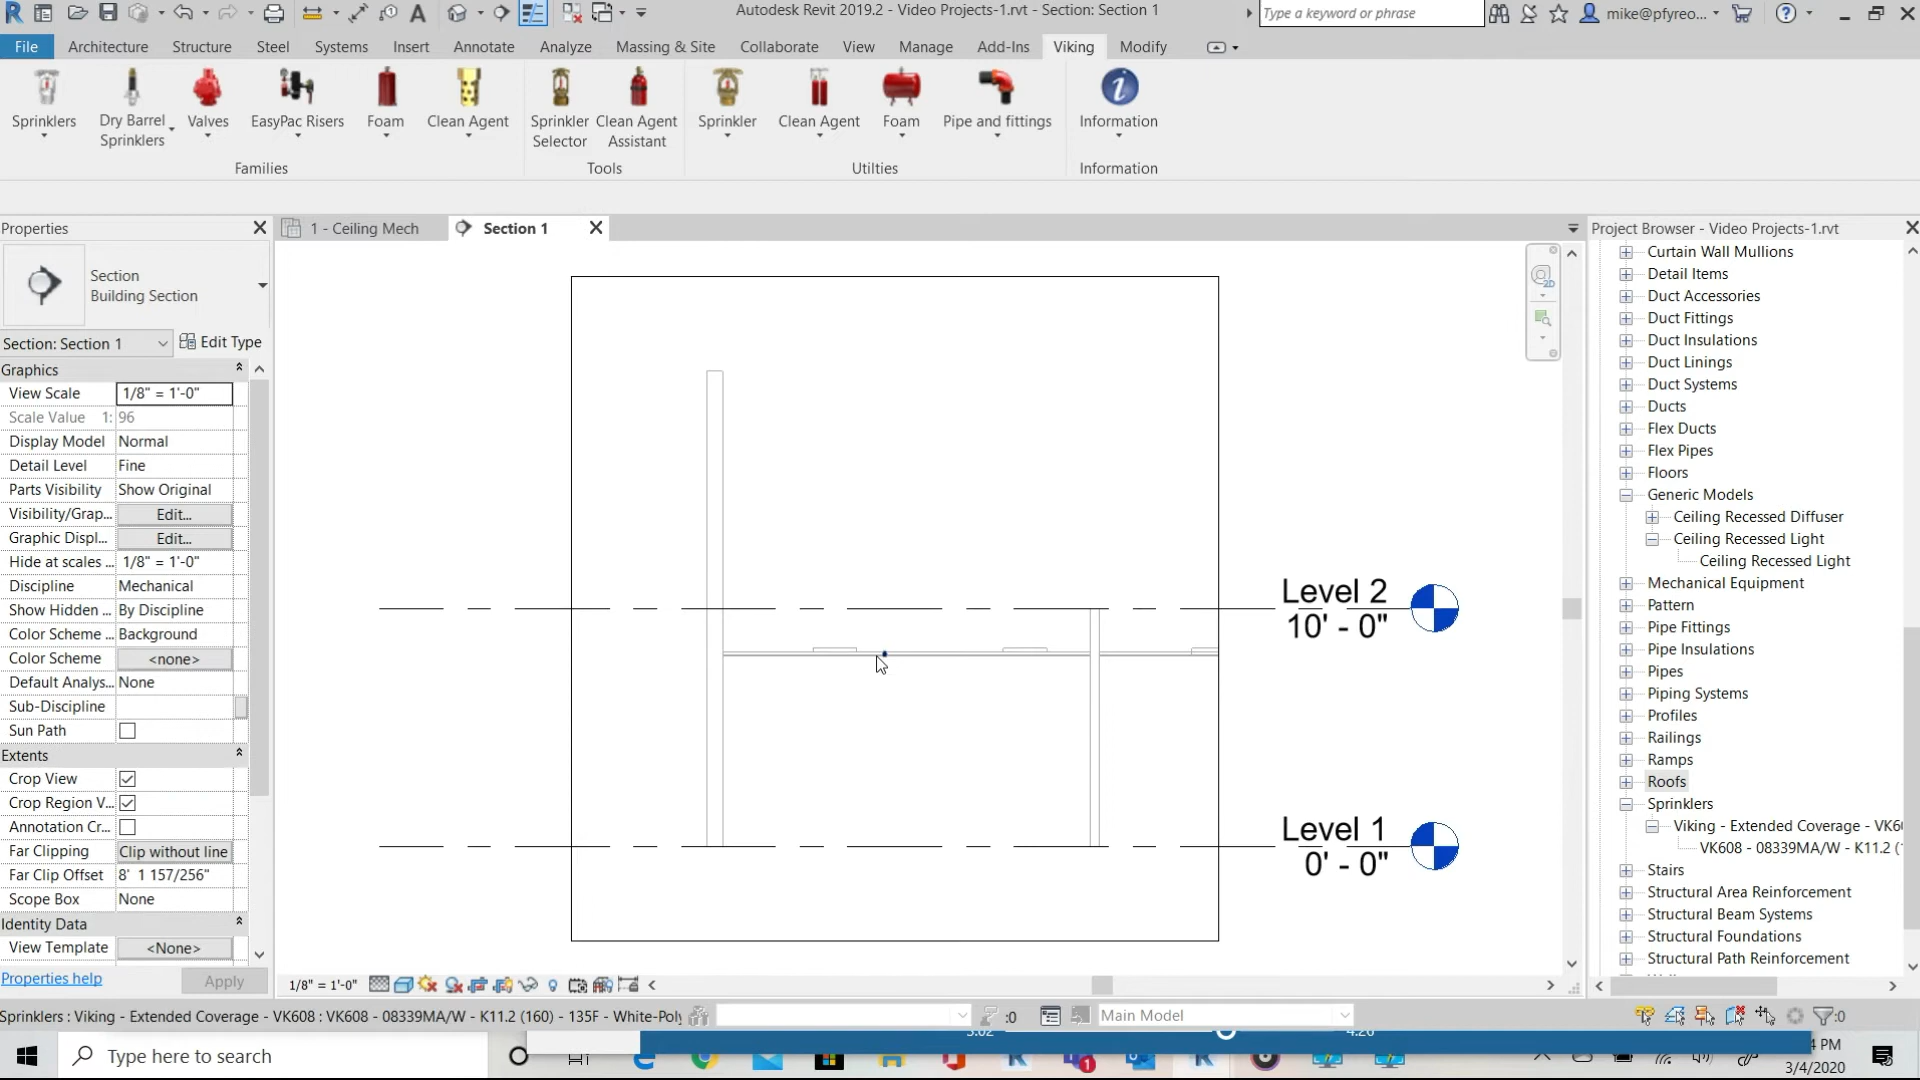 Autodesk Revit 2019.2 - Video Projects-1.rvt - Section: Section 1
Type a keyword or phrase
mike@pfyreo...
File Architecture Structure Steel Systems Insert Annotate Analyze Massing & Site Collaborate View Manage Add-Ins Viking Modify
Sprinklers
Dry Barrel
Sprinklers
Valves
EasyPac Risers
Foam
Clean Agent
Sprinkler
Selector
Clean Agent
Assistant
Sprinkler
Clean Agent
Foam
Pipe and fittings
Information
Families
Tools
Utilties
Information
Properties
1 - Ceiling Mech
Section 1
Project Browser - Video Projects-1.rvt
Section
Building Section
Section: Section 1
Edit Type
Graphics
View Scale 1/8" = 1'-0"
Scale Value 1: 96
Display Model Normal
Detail Level Fine
Parts Visibility Show Original
Visibility/Grap... Edit...
Graphic Displ... Edit...
Hide at scales ... 1/8" = 1'-0"
Discipline Mechanical
Show Hidden ... By Discipline
Color Scheme ... Background
Color Scheme <none>
Default Analys... None
Sub-Discipline
Sun Path
Extents
Crop View
Crop Region V...
Annotation Cr...
Far Clipping Clip without line
Far Clip Offset 8' 1 157/256"
Scope Box None
Identity Data
View Template <None>
Properties help
Apply
2D
Level 2
10' - 0"
Level 1
0' - 0"
Curtain Wall Mullions
Detail Items
Duct Accessories
Duct Fittings
Duct Insulations
Duct Linings
Duct Systems
Ducts
Flex Ducts
Flex Pipes
Floors
Generic Models
Ceiling Recessed Diffuser
Ceiling Recessed Light
Ceiling Recessed Light
Mechanical Equipment
Pattern
Pipe Fittings
Pipe Insulations
Pipes
Piping Systems
Profiles
Railings
Ramps
Roofs
Sprinklers
Viking - Extended Coverage - VK6
VK608 - 08339MA/W - K11.2 (
Stairs
Structural Area Reinforcement
Structural Beam Systems
Structural Foundations
Structural Path Reinforcement
1/8" = 1'-0"
Sprinklers : Viking - Extended Coverage - VK608 : VK608 - 08339MA/W - K11.2 (160) - 135F - White-Poly
:0
Main Model
:0
Type here to search
1
PM
3/4/2020